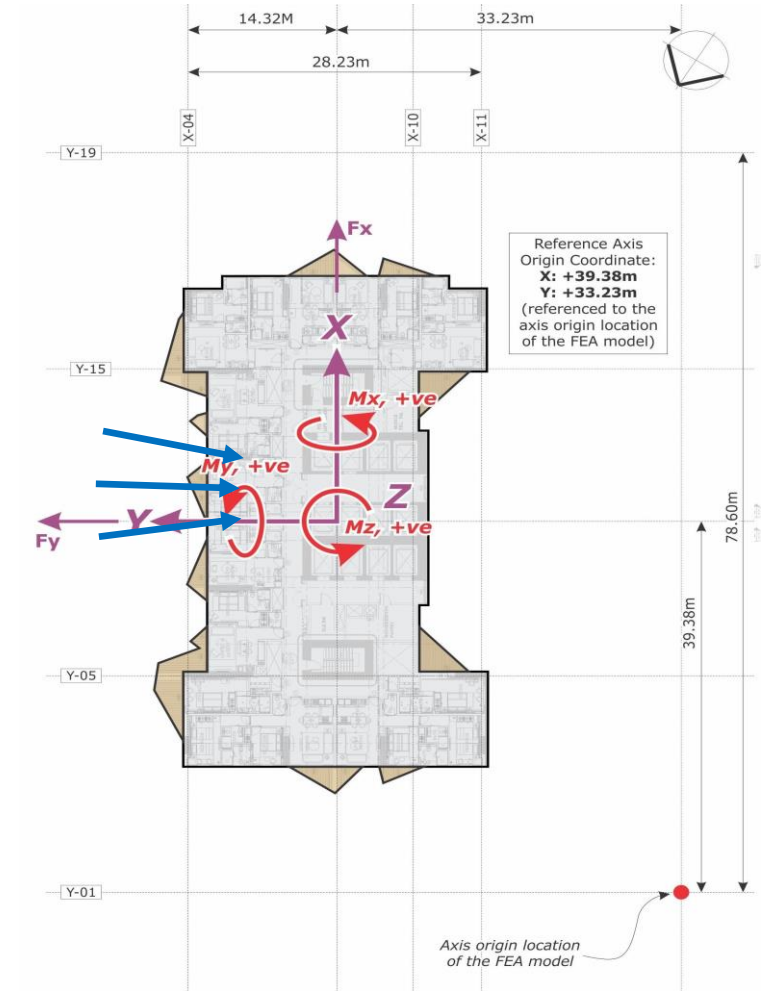 14.32M
33.23m
28.23m
X-04
X-10
X-11
Y-19
Fx
Reference Axis
Origin Coordinate:
X: +39.38m
Y: +33.23m
(referenced to the
axis origin location
of the FEA model)
X
Y-15
Mx, +ve
My, +ve
Z
Y
Mz, +ve
Fy
78.60m
39.38m
Y-05
Y-01
Axis origin location
of the FEA model